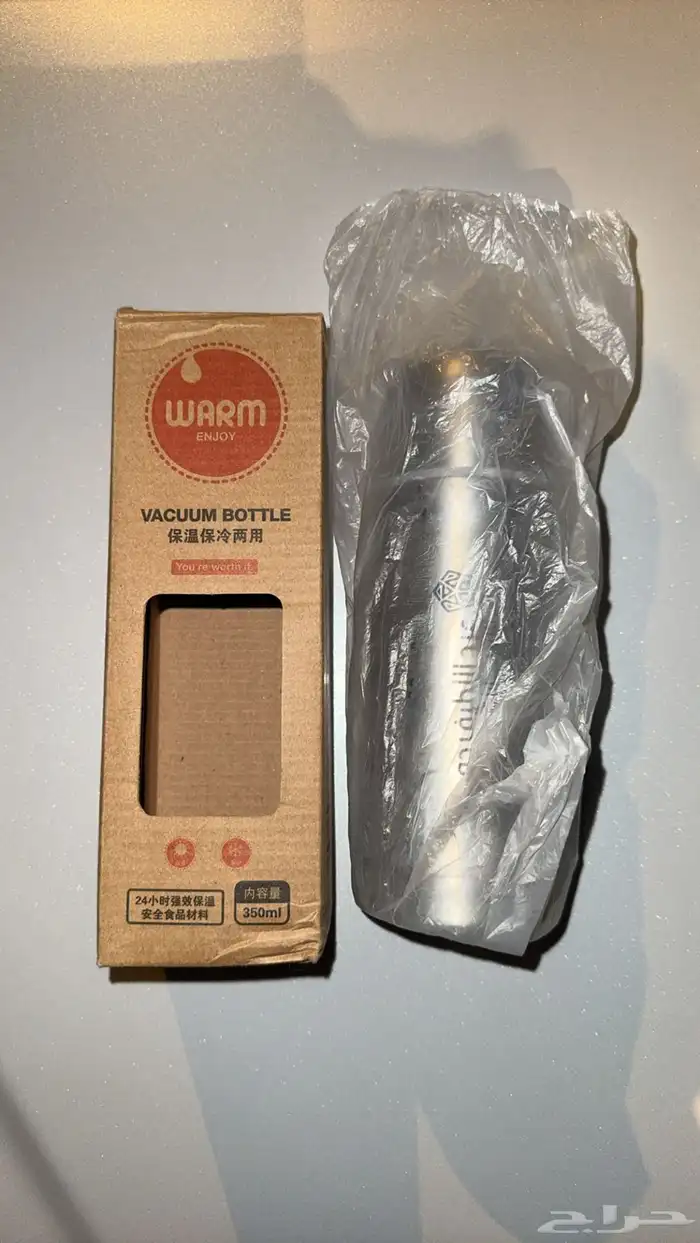 WARM
ENJOY
VACUUM BOTTLE
保温保冷两用
You're worth it
24小时强效保温
安全食品材料
内容量
350ml
حراج